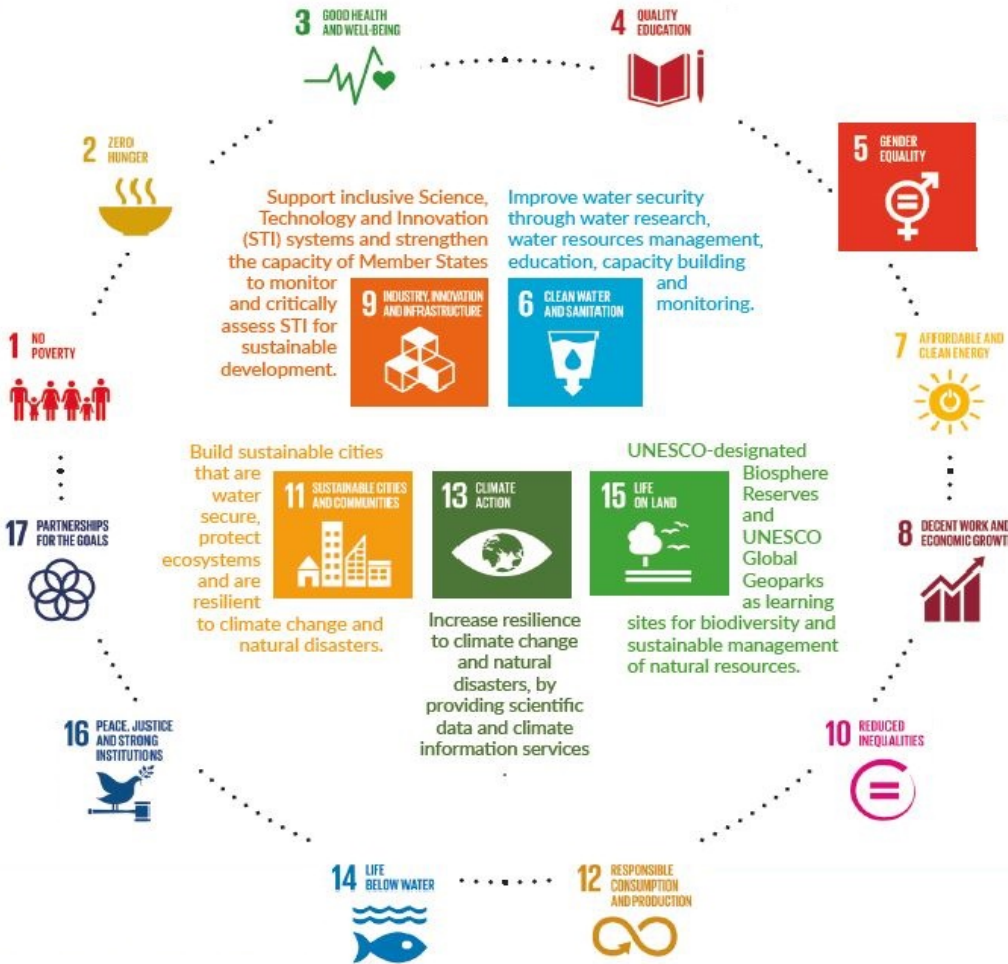 3 GOOD HEALTH
AND WELL-BEING
4 QUALITY
EDUCATION
2 ZERO
HUNGER
5 GENDER
EQUALITY
Support inclusive Science,
Technology and Innovation
(STI) systems and strengthen
the capacity of Member States
to monitor
and critically
assess STI for
sustainable
development.
9 INDUSTRY, INNOVATION
AND INFRASTRUCTURE
Improve water security
through water research,
water resources management,
education, capacity building
and
monitoring.
6 CLEAN WATER
AND SANITATION
1 NO
POVERTY
7 AFFORDABLE AND
CLEAN ENERGY
Build sustainable cities
that are
water
secure,
protect
ecosystems
and are
resilient
to climate change and
natural disasters.
11 SUSTAINABLE CITIES
AND COMMUNITIES
13 CLIMATE
ACTION
Increase resilience
to climate change
and natural
disasters, by
providing scientific
data and climate
information services
.
15 LIFE
ON LAND
UNESCO-designated
Biosphere
Reserves
and
UNESCO
Global
Geoparks
as learning
sites for biodiversity and
sustainable management
of natural resources.
17 PARTNERSHIPS
FOR THE GOALS
8 DECENT WORK AND
ECONOMIC GROWTH
16 PEACE, JUSTICE
AND STRONG
INSTITUTIONS
10 REDUCED
INEQUALITIES
14 LIFE
BELOW WATER
12 RESPONSIBLE
CONSUMPTION
AND PRODUCTION